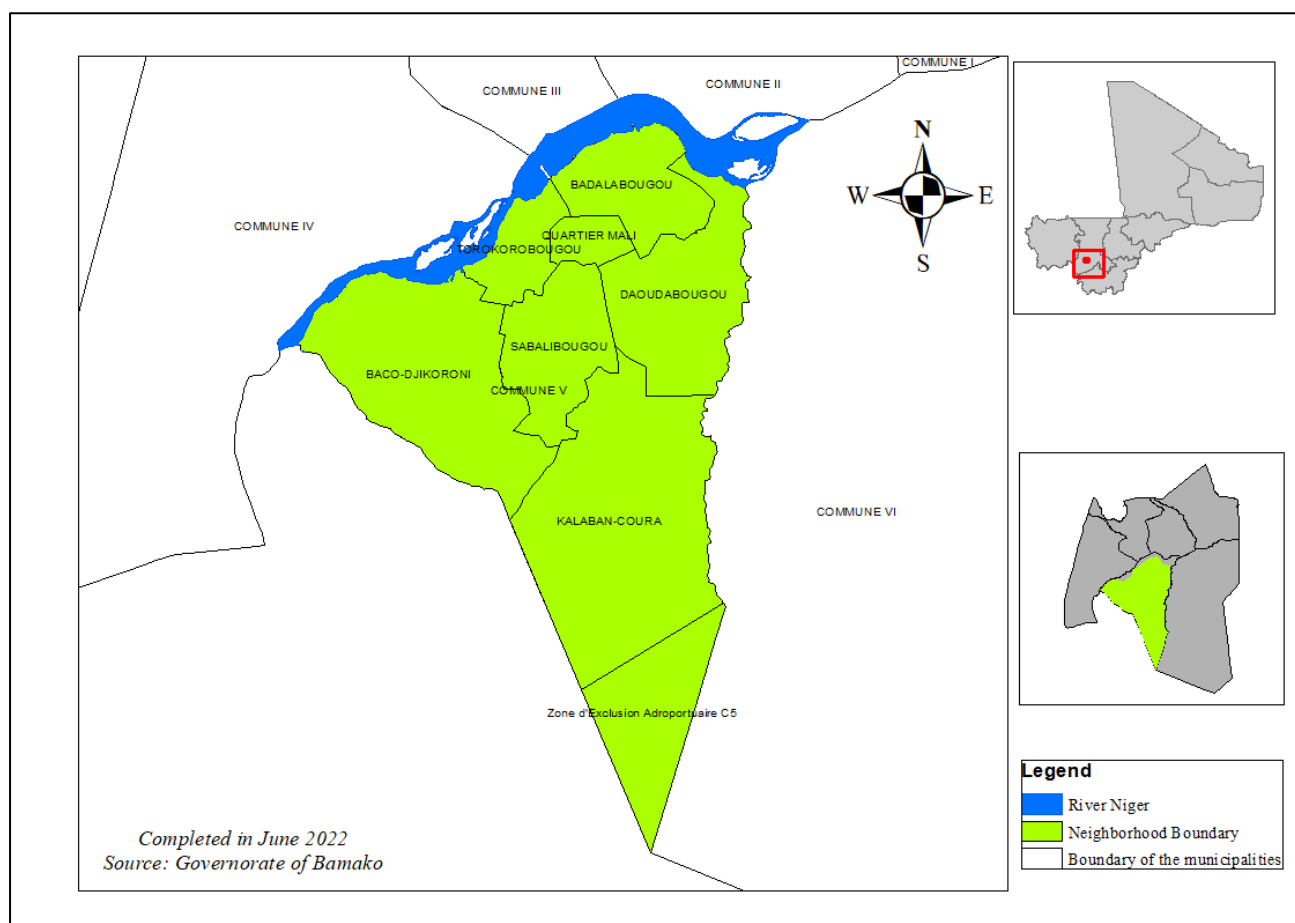 COMMUNE I
COMMUNE II
COMMUNE III
N
W
E
S
BADALABOUGOU
COMMUNE IV
QUARTIER MALI
TOROKOROBOUGOU
DAOUDABOUGOU
SABALIBOUGOU
BACO-DJIKORONI
COMMUNE V
COMMUNE VI
KALABAN-COURA
Zone d'Exclusion Adroportuaire C5
Completed in June 2022
Source: Governorate of Bamako
Legend
River Niger
Neighborhood Boundary
Boundary of the municipalities